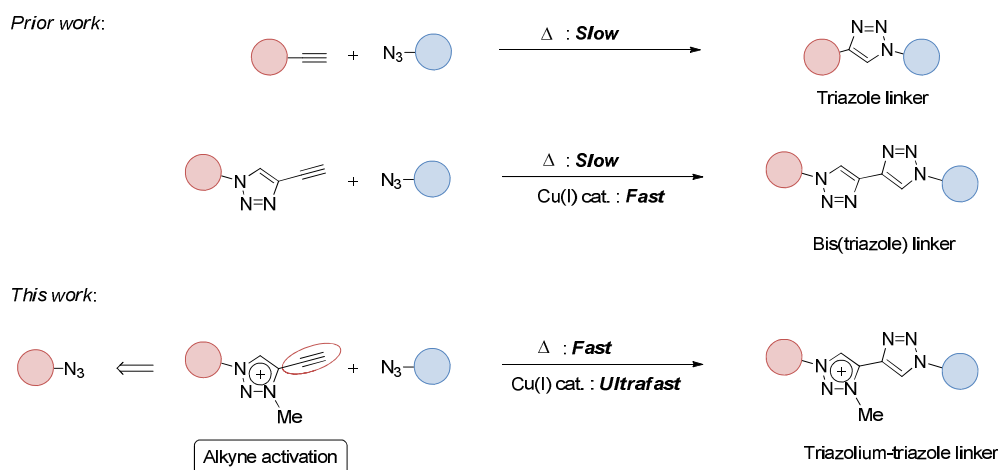 Prior work:
N3
Δ : Slow
N=N
N
Triazole linker
N
N=N
N3
Δ : Slow
Cu(I) cat. : Fast
N=N
N
N
N=N
Bis(triazole) linker
This work:
N3
N
N=N
+
Me
+
N3
Δ : Fast
Cu(I) cat. : Ultrafast
N=N
N
N
N=N
+
Me
Alkyne activation
Triazolium-triazole linker